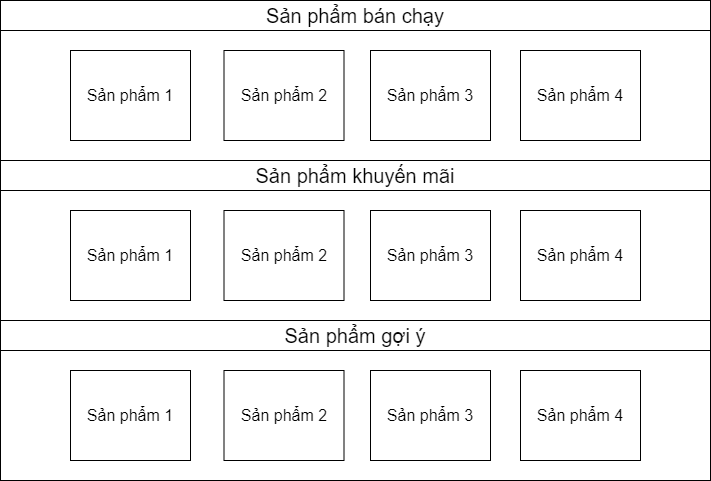 Sản phẩm bán chạy
Sản phẩm 1 Sản phẩm 2 Sản phẩm 3 Sản phẩm 4
Sản phẩm khuyến mãi
Sản phẩm 1 Sản phẩm 2 Sản phẩm 3 Sản phẩm 4
Sản phẩm gợi ý
Sản phẩm 1 Sản phẩm 2 Sản phẩm 3 Sản phẩm 4